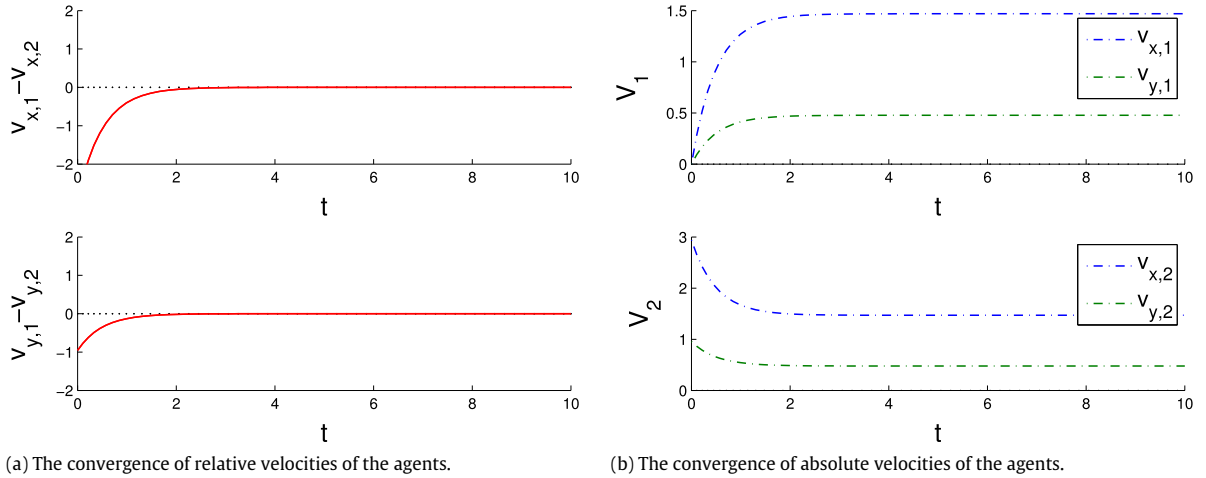 2
1
0
−1
−2
v_x,1−v_x,2
0 2 4 6 8 10
t
2
1
0
−1
−2
v_y,1−v_y,2
0 2 4 6 8 10
t
(a) The convergence of relative velocities of the agents.
1.5
1
0.5
0
V_1
v_x,1
v_y,1
0 2 4 6 8 10
t
3
2
1
0
V_2
v_x,2
v_y,2
0 2 4 6 8 10
t
(b) The convergence of absolute velocities of the agents.